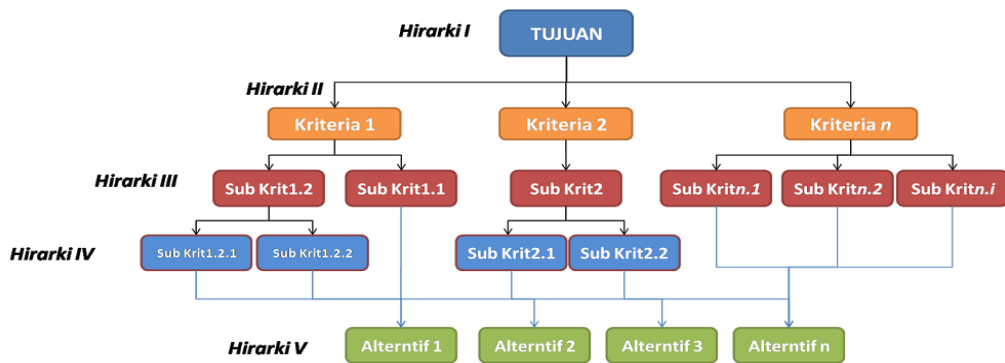 Hirarki I
TUJUAN
Hirarki II
Kriteria 1
Kriteria 2
Kriteria n
Hirarki III
Sub Krit1.2
Sub Krit1.1
Sub Krit2
Sub Kritn.1
Sub Kritn.2
Sub Kritn.i
Hirarki IV
Sub Krit1.2.1
Sub Krit1.2.2
Sub Krit2.1
Sub Krit2.2
Hirarki V
Alterntif 1
Alterntif 2
Alterntif 3
Alterntif n